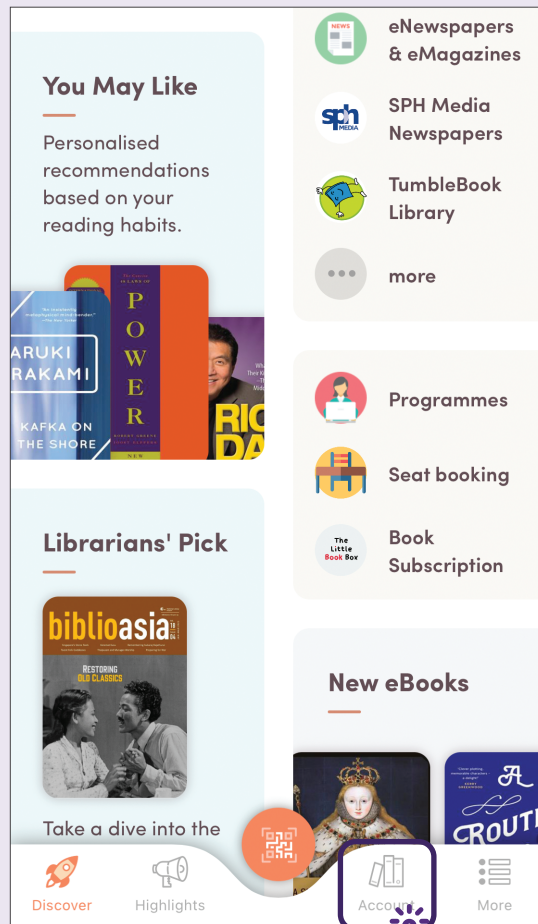 You May Like
Personalised
recommendations
based on your
reading habits.
ARUKI
RAKAMI
KAFKA ON
THE SHORE
POWER
ROBERT GREENE
NEW
RIC
DA
Librarians' Pick
biblioasia
RESTORING
OLD CLASSICS
Take a dive into the
NEWS
eNewspapers
& eMagazines
sph
MEDIA
SPH Media
Newspapers
TumbleBook
Library
more
Programmes
Seat booking
The
Little
Book Box
Book
Subscription
New eBooks
A
ROUT
Discover
Highlights
Account
More